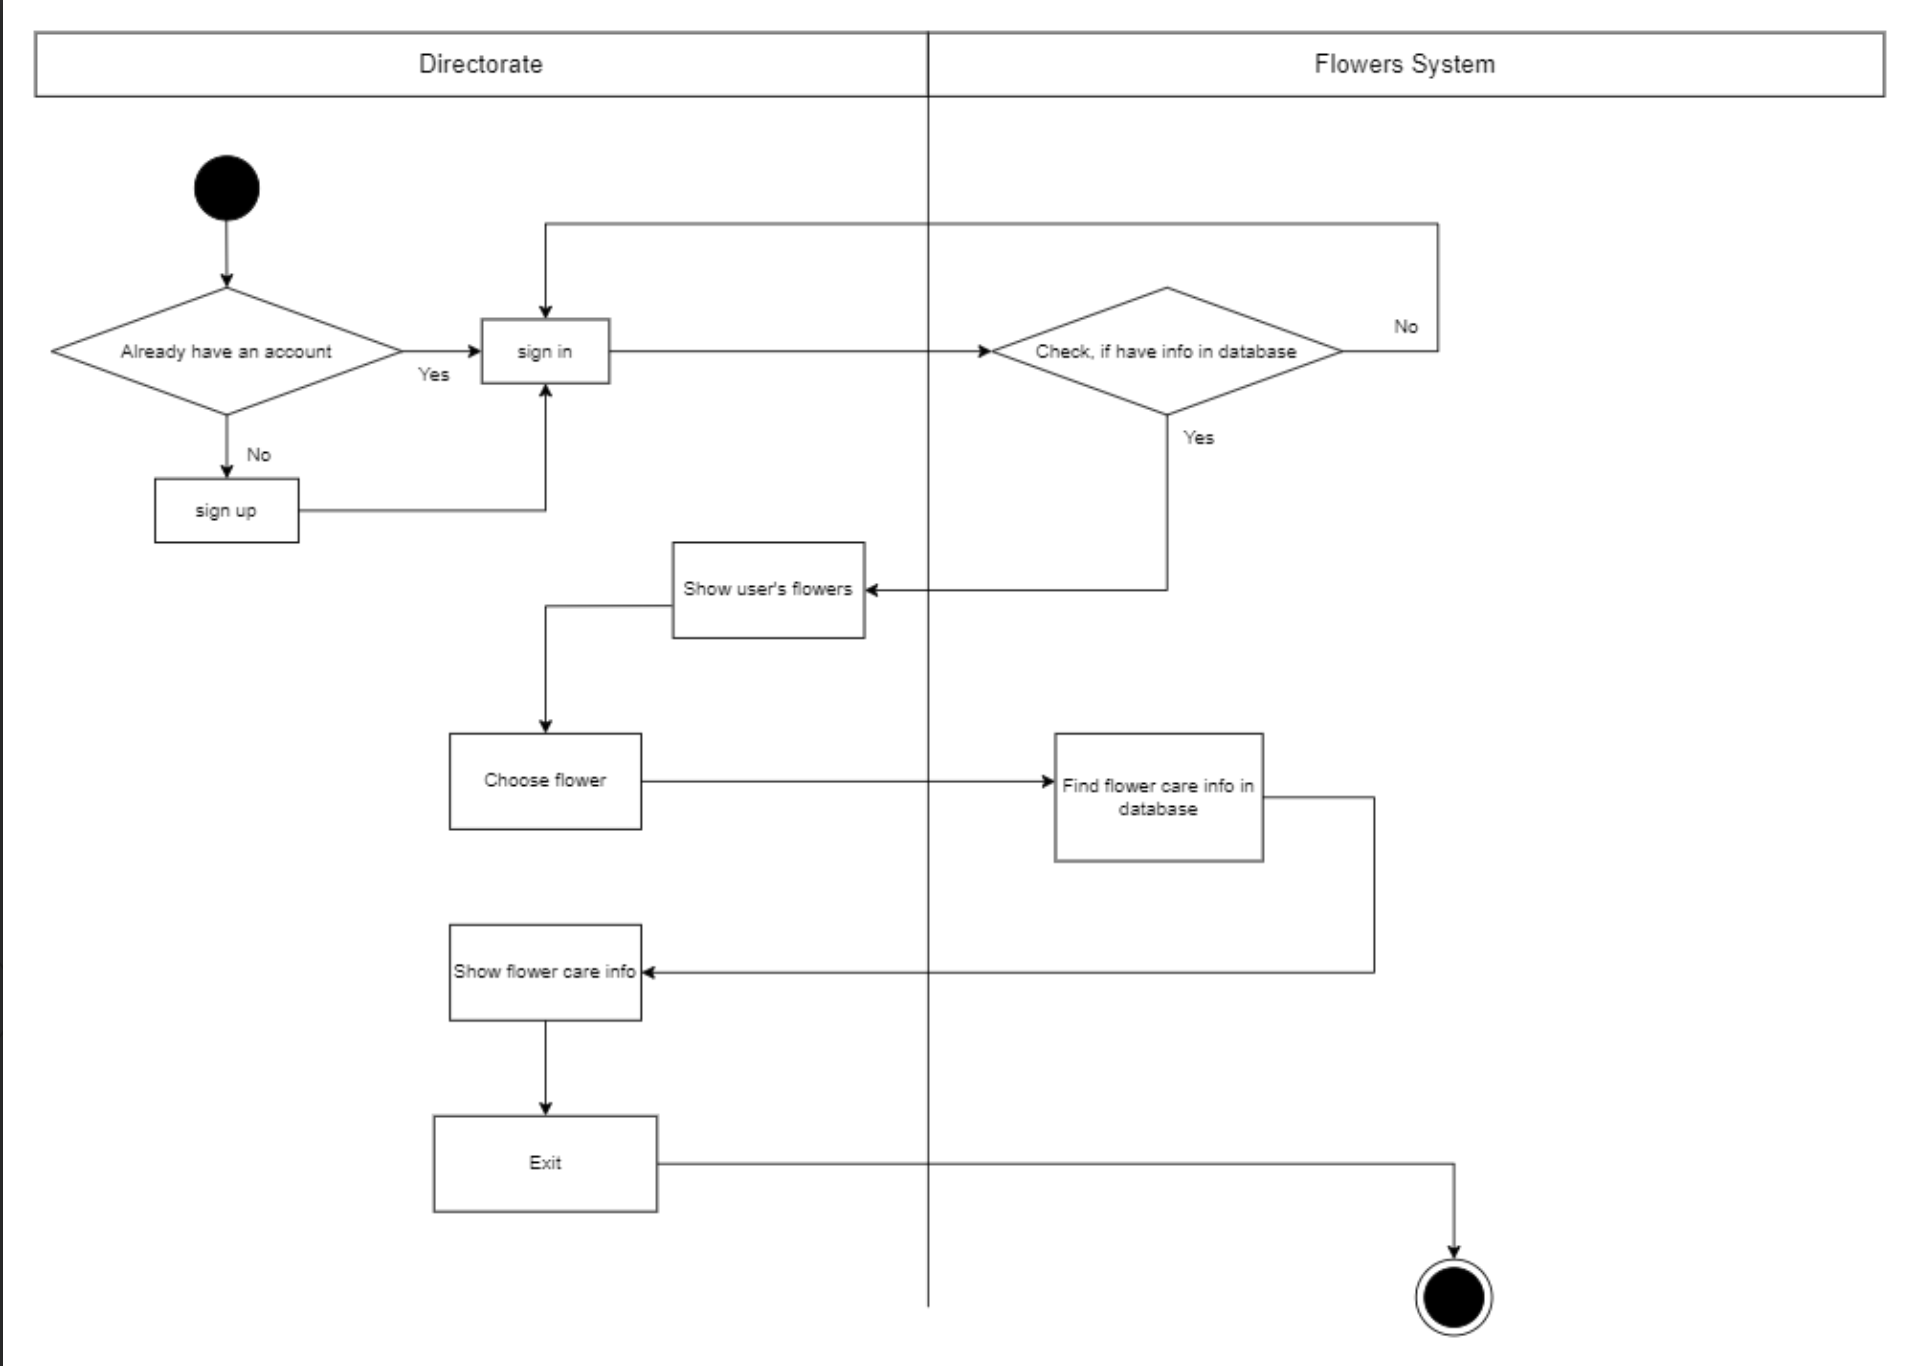 Directorate
Flowers System
Already have an account
Yes
sign in
Check, if have info in database
No
No
Yes
sign up
Show user's flowers
Choose flower
Find flower care info in
database
Show flower care info
Exit